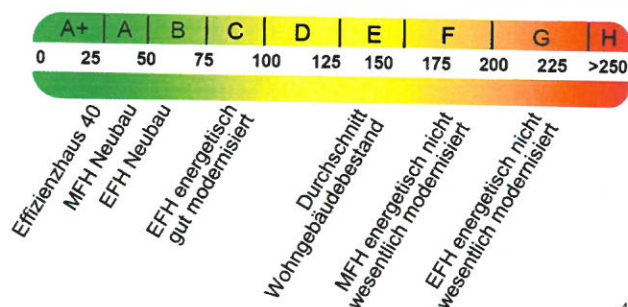 A+ A B C D E F G H
0 25 50 75 100 125 150 175 200 225 >250
Effizienzhaus 40
MFH Neubau
EFH Neubau
EFH energetisch
gut modernisiert
Durchschnitt
Wohngebäudebestand
MFH energetisch nicht
wesentlich modernisiert
EFH energetisch nicht
wesentlich modernisiert